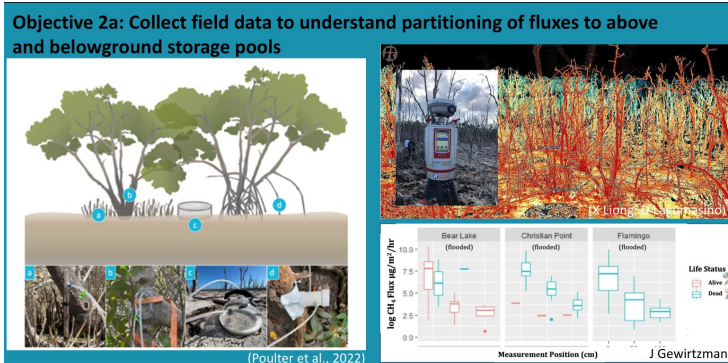 Objective 2a: Collect field data to understand partitioning of fluxes to above
and belowground storage pools
b
a
c
d
a
b
c
d
(Poulter et al., 2022)
(X Liong, D Lagomasino)
Bear Lake
Christian Point
Flamingo
(flooded)
(flooded)
(flooded)
log CH4 Flux µg/m²/hr
10.0
7.5
5.0
2.5
0.0
Life Status
Alive
Dead
Measurement Position (cm)
J Gewirtzman